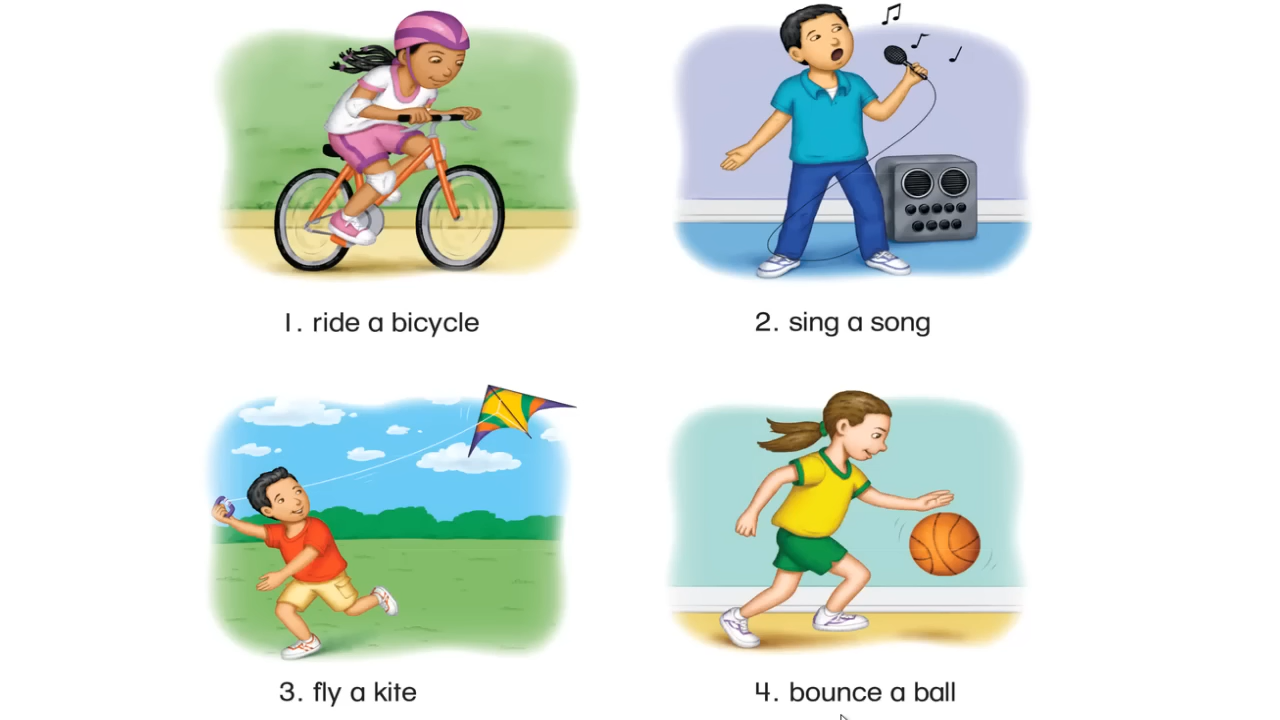 1. ride a bicycle
2. sing a song
3. fly a kite
4. bounce a ball